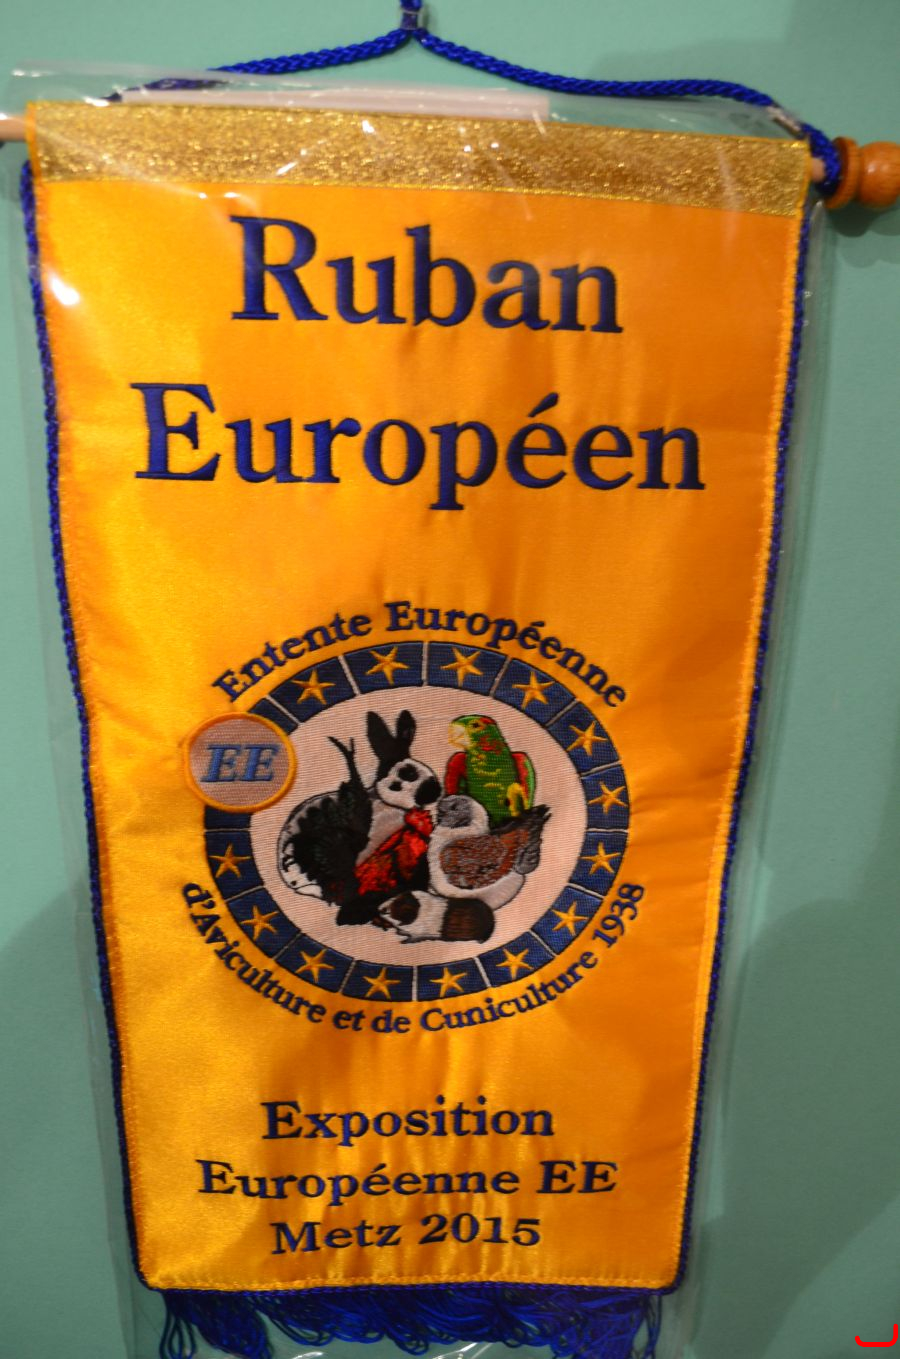 Ruban
Européen
Entente Européenne
EE
d'Aviculture et de Cuniculture 1938
Exposition
Européenne EE
Metz 2015